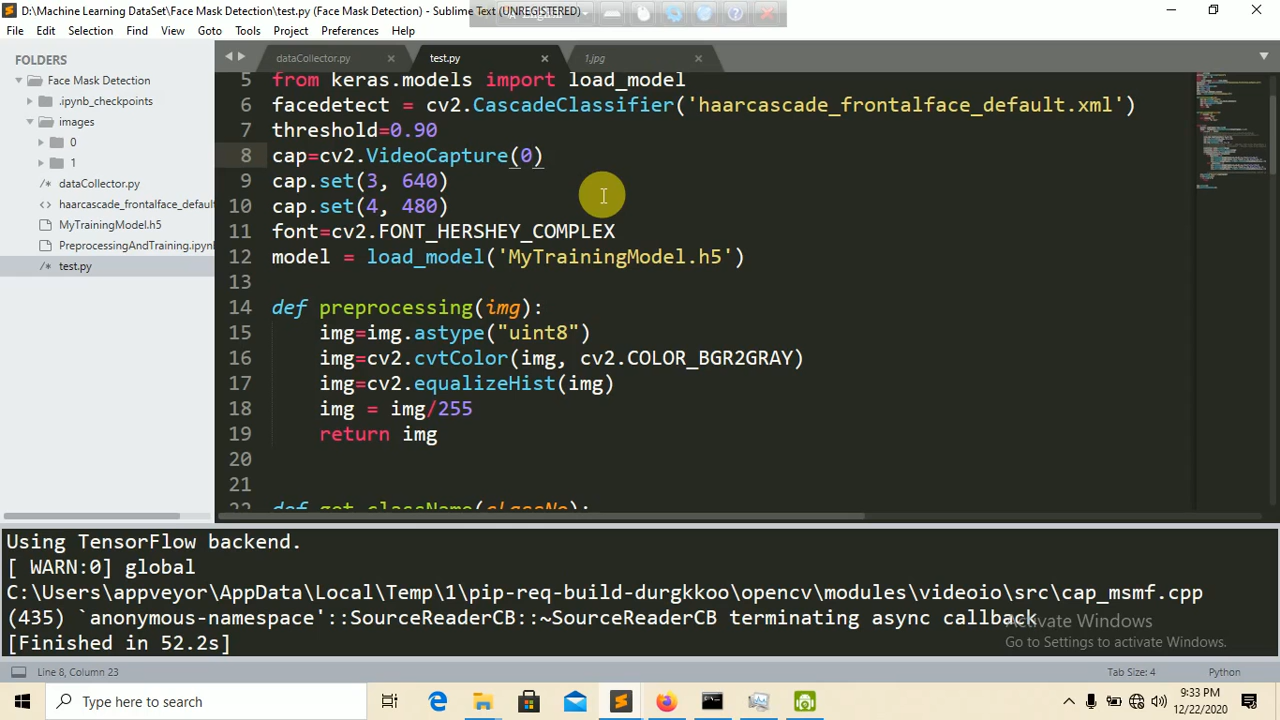 D:\Machine Learning DataSet\Face Mask Detection\test.py (Face Mask Detection) - Sublime Text (UNREGISTERED)
English
File Edit Selection Find View Goto Tools Project Preferences Help
FOLDERS
Face Mask Detection
.ipynb_checkpoints
images
0
1
dataCollector.py
haarcascade_frontalface_defaul
MyTrainingModel.h5
PreprocessingAndTraining.ipyn
test.py
dataCollector.py
test.py
1.jpg
5 from keras.models import load_model
6 facedetect = cv2.CascadeClassifier('haarcascade_frontalface_default.xml')
7 threshold=0.90
8 cap=cv2.VideoCapture(0)
9 cap.set(3, 640)
10 cap.set(4, 480)
11 font=cv2.FONT_HERSHEY_COMPLEX
12 model = load_model('MyTrainingModel.h5')
13
14 def preprocessing(img):
15 img=img.astype("uint8")
16 img=cv2.cvtColor(img, cv2.COLOR_BGR2GRAY)
17 img=cv2.equalizeHist(img)
18 img = img/255
19 return img
20
21
22 def get_className(classNo):
Using TensorFlow backend.
[ WARN:0] global
C:\Users\appveyor\AppData\Local\Temp\1\pip-req-build-durgkkoo\opencv\modules\videoio\src\cap_msmf.cpp
(435) `anonymous-namespace'::SourceReaderCB::~SourceReaderCB terminating async callback
[Finished in 52.2s]
Activate Windows
Go to Settings to activate Windows.
Line 8, Column 23
Tab Size: 4
Python
Type here to search
9:33 PM
12/22/2020